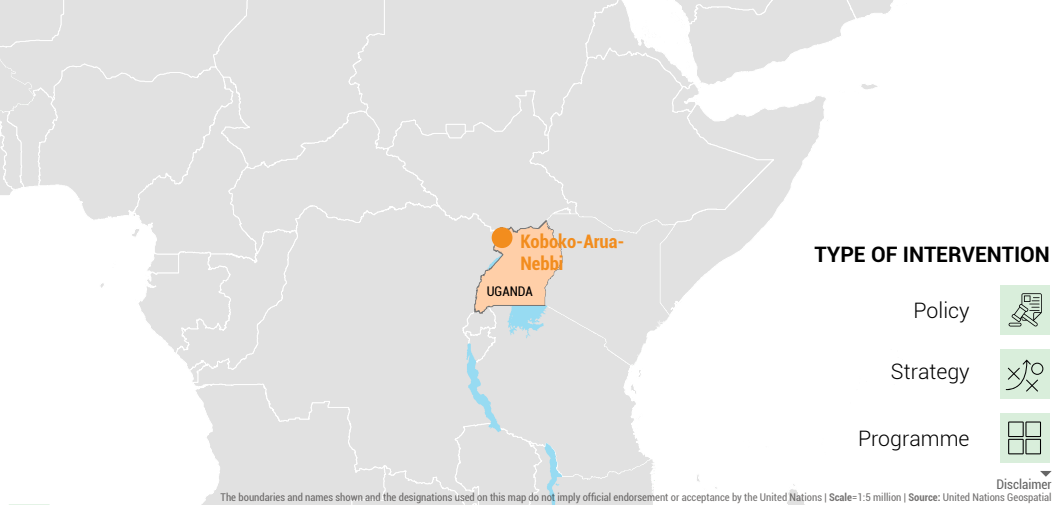 Koboko-Arua-
Nebbi
UGANDA
TYPE OF INTERVENTION
Policy
Strategy
Programme
Disclaimer
The boundaries and names shown and the designations used on this map do not imply official endorsement or acceptance by the United Nations | Scale=1:5 million | Source: United Nations Geospatial